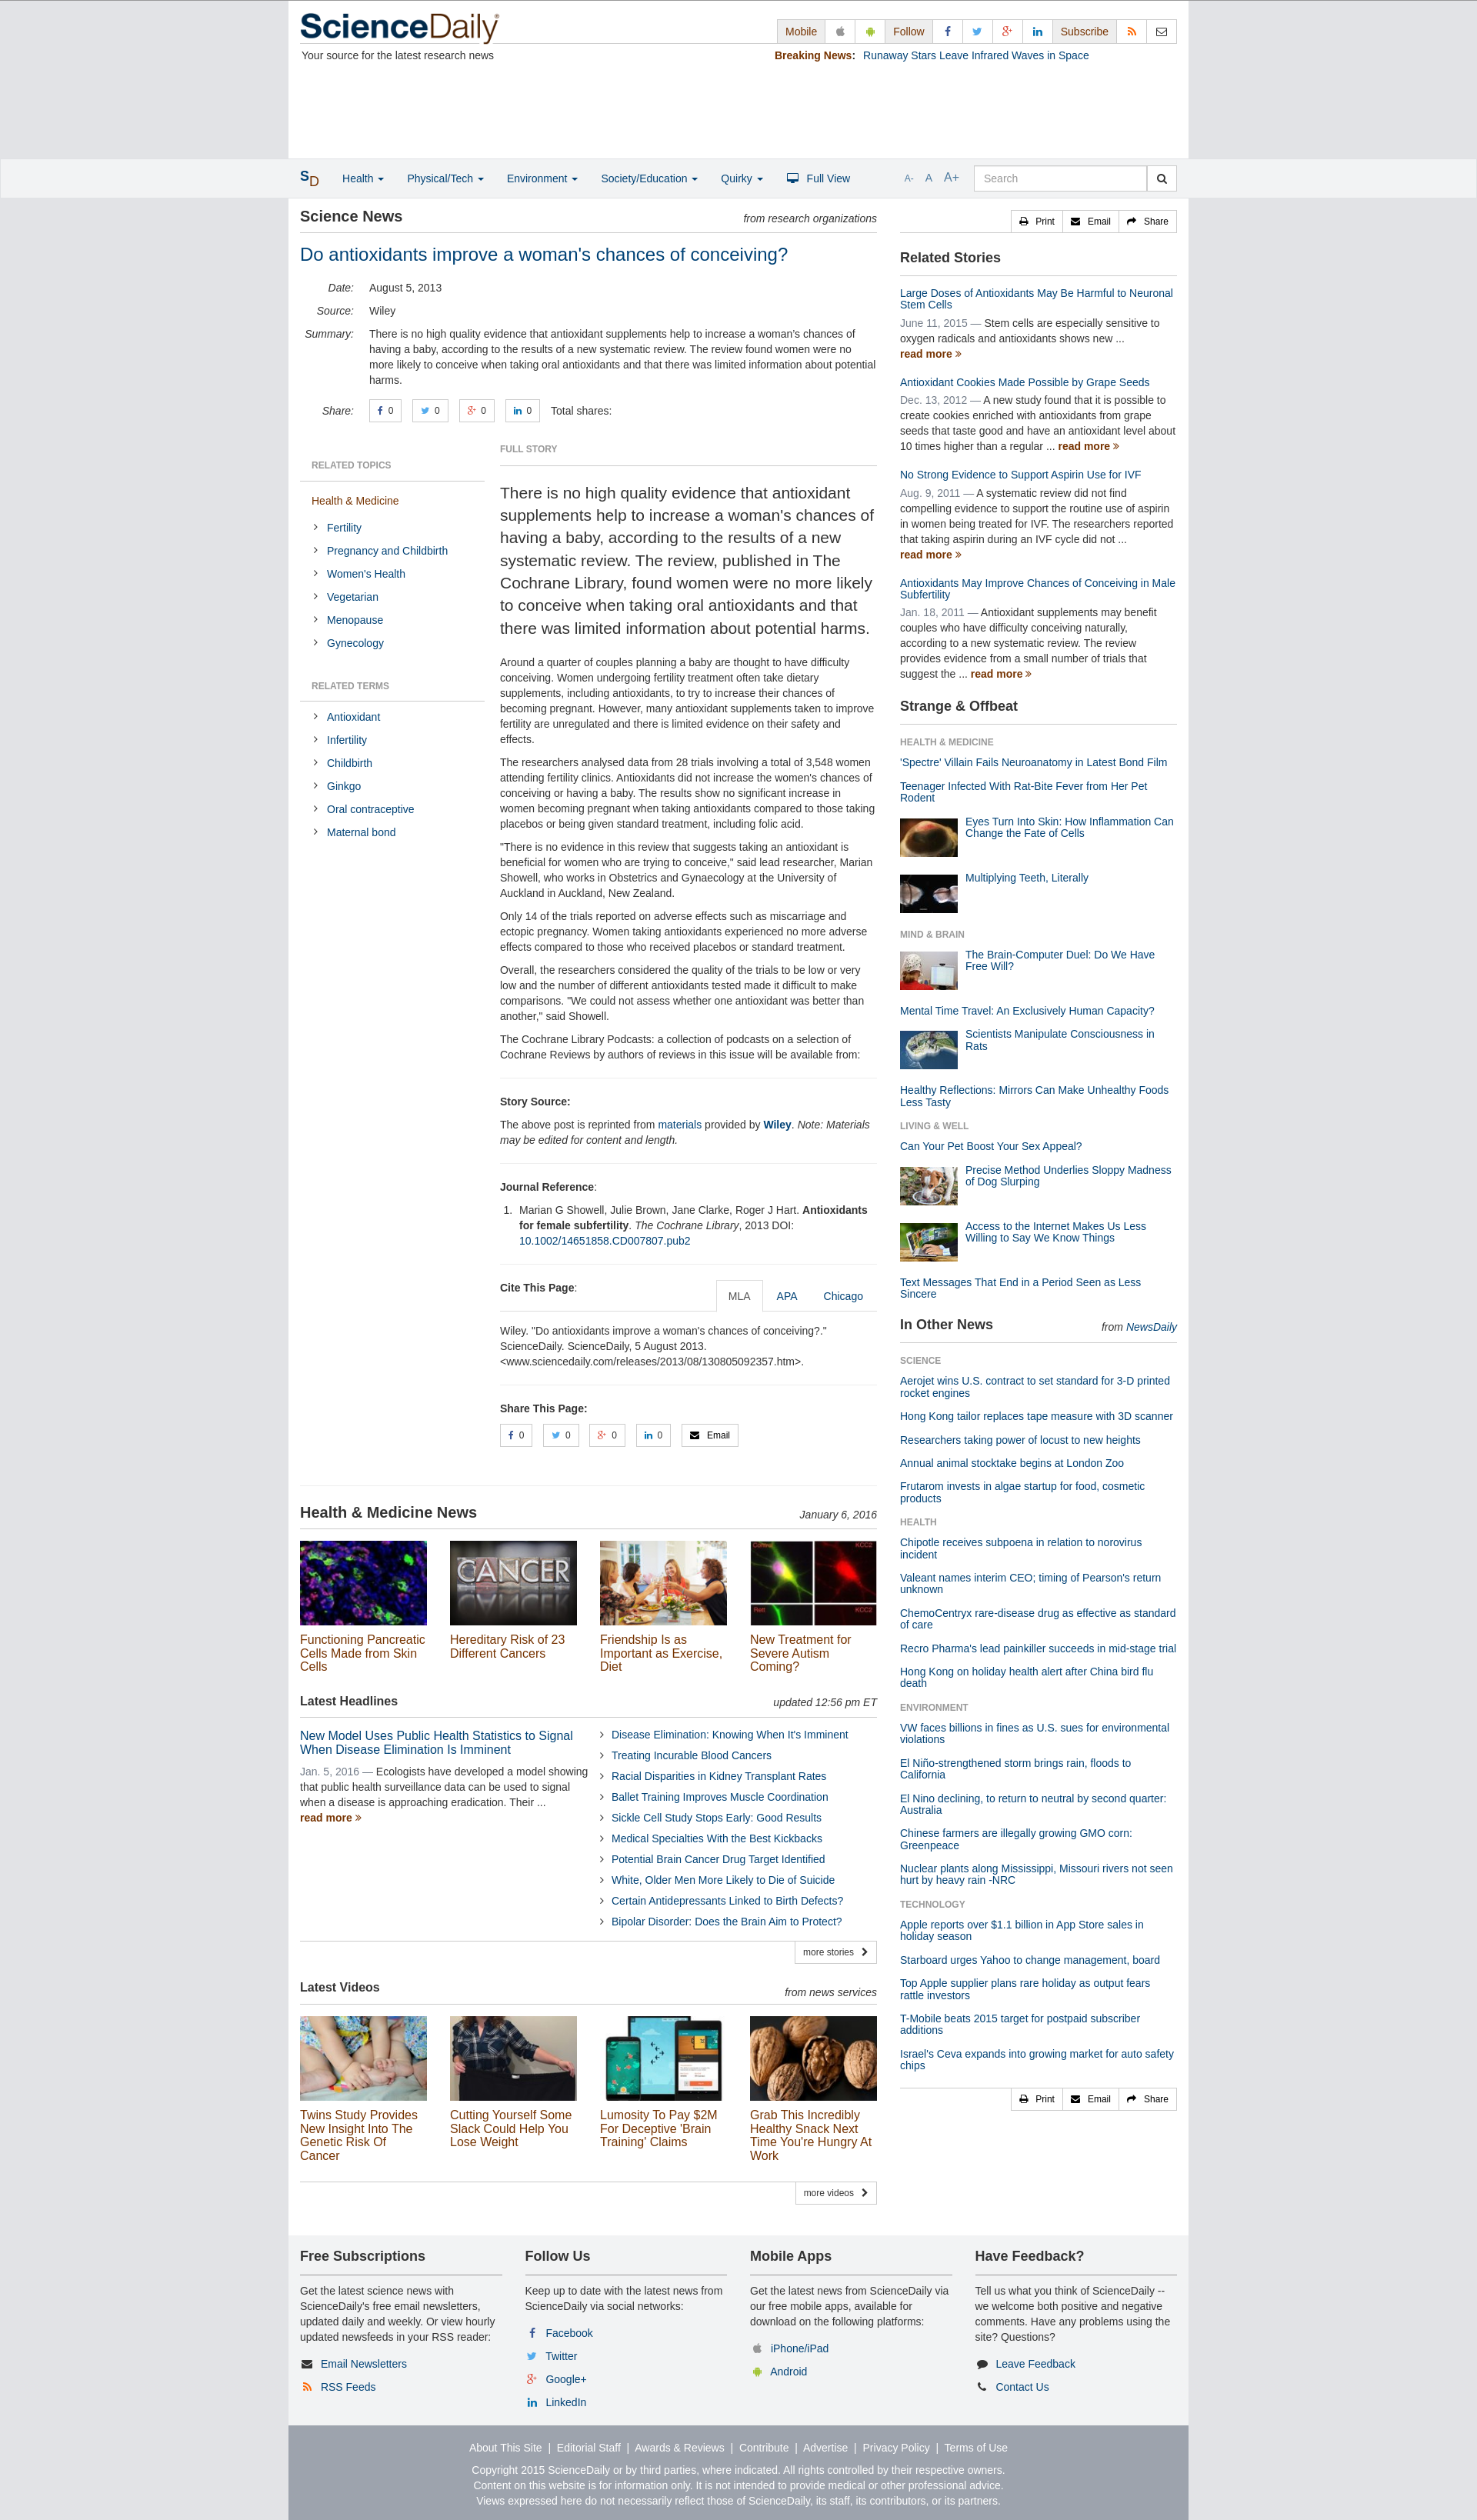 ScienceDaily
Your source for the latest research news
Mobile Follow Subscribe
Breaking News: Runaway Stars Leave Infrared Waves in Space
SD Health Physical/Tech Environment Society/Education Quirky Full View A- A A+ Search
Science News
from research organizations
Do antioxidants improve a woman's chances of conceiving?
Date: August 5, 2013
Source: Wiley
Summary: There is no high quality evidence that antioxidant supplements help to increase a woman's chances of
having a baby, according to the results of a new systematic review. The review found women were no
more likely to conceive when taking oral antioxidants and that there was limited information about potential
harms.
Share: 0 0 0 0 Total shares:
RELATED TOPICS
Health & Medicine
Fertility
Pregnancy and Childbirth
Women's Health
Vegetarian
Menopause
Gynecology
RELATED TERMS
Antioxidant
Infertility
Childbirth
Ginkgo
Oral contraceptive
Maternal bond
FULL STORY
There is no high quality evidence that antioxidant
supplements help to increase a woman's chances of
having a baby, according to the results of a new
systematic review. The review, published in The
Cochrane Library, found women were no more likely
to conceive when taking oral antioxidants and that
there was limited information about potential harms.
Around a quarter of couples planning a baby are thought to have difficulty
conceiving. Women undergoing fertility treatment often take dietary
supplements, including antioxidants, to try to increase their chances of
becoming pregnant. However, many antioxidant supplements taken to improve
fertility are unregulated and there is limited evidence on their safety and
effects.
The researchers analysed data from 28 trials involving a total of 3,548 women
attending fertility clinics. Antioxidants did not increase the women's chances of
conceiving or having a baby. The results show no significant increase in
women becoming pregnant when taking antioxidants compared to those taking
placebos or being given standard treatment, including folic acid.
"There is no evidence in this review that suggests taking an antioxidant is
beneficial for women who are trying to conceive," said lead researcher, Marian
Showell, who works in Obstetrics and Gynaecology at the University of
Auckland in Auckland, New Zealand.
Only 14 of the trials reported on adverse effects such as miscarriage and
ectopic pregnancy. Women taking antioxidants experienced no more adverse
effects compared to those who received placebos or standard treatment.
Overall, the researchers considered the quality of the trials to be low or very
low and the number of different antioxidants tested made it difficult to make
comparisons. "We could not assess whether one antioxidant was better than
another," said Showell.
The Cochrane Library Podcasts: a collection of podcasts on a selection of
Cochrane Reviews by authors of reviews in this issue will be available from:
Story Source:
The above post is reprinted from materials provided by Wiley. Note: Materials
may be edited for content and length.
Journal Reference:
1. Marian G Showell, Julie Brown, Jane Clarke, Roger J Hart. Antioxidants
for female subfertility. The Cochrane Library, 2013 DOI:
10.1002/14651858.CD007807.pub2
Cite This Page: MLA APA Chicago
Wiley. "Do antioxidants improve a woman's chances of conceiving?."
ScienceDaily. ScienceDaily, 5 August 2013.
<www.sciencedaily.com/releases/2013/08/130805092357.htm>.
Share This Page:
0 0 0 0 Email
Health & Medicine News
January 6, 2016
Functioning Pancreatic
Cells Made from Skin
Cells
CANCER
Hereditary Risk of 23
Different Cancers
Friendship Is as
Important as Exercise,
Diet
Control KCC2
Rett KCC2
New Treatment for
Severe Autism
Coming?
Latest Headlines
updated 12:56 pm ET
New Model Uses Public Health Statistics to Signal
When Disease Elimination Is Imminent
Jan. 5, 2016 — Ecologists have developed a model showing
that public health surveillance data can be used to signal
when a disease is approaching eradication. Their ...
read more
Disease Elimination: Knowing When It's Imminent
Treating Incurable Blood Cancers
Racial Disparities in Kidney Transplant Rates
Ballet Training Improves Muscle Coordination
Sickle Cell Study Stops Early: Good Results
Medical Specialties With the Best Kickbacks
Potential Brain Cancer Drug Target Identified
White, Older Men More Likely to Die of Suicide
Certain Antidepressants Linked to Birth Defects?
Bipolar Disorder: Does the Brain Aim to Protect?
more stories
Latest Videos
from news services
Twins Study Provides
New Insight Into The
Genetic Risk Of
Cancer
Cutting Yourself Some
Slack Could Help You
Lose Weight
Lumosity To Pay $2M
For Deceptive 'Brain
Training' Claims
Grab This Incredibly
Healthy Snack Next
Time You're Hungry At
Work
more videos
Print Email Share
Related Stories
Large Doses of Antioxidants May Be Harmful to Neuronal
Stem Cells
June 11, 2015 — Stem cells are especially sensitive to
oxygen radicals and antioxidants shows new ...
read more
Antioxidant Cookies Made Possible by Grape Seeds
Dec. 13, 2012 — A new study found that it is possible to
create cookies enriched with antioxidants from grape
seeds that taste good and have an antioxidant level about
10 times higher than a regular ... read more
No Strong Evidence to Support Aspirin Use for IVF
Aug. 9, 2011 — A systematic review did not find
compelling evidence to support the routine use of aspirin
in women being treated for IVF. The researchers reported
that taking aspirin during an IVF cycle did not ...
read more
Antioxidants May Improve Chances of Conceiving in Male
Subfertility
Jan. 18, 2011 — Antioxidant supplements may benefit
couples who have difficulty conceiving naturally,
according to a new systematic review. The review
provides evidence from a small number of trials that
suggest the ... read more
Strange & Offbeat
HEALTH & MEDICINE
'Spectre' Villain Fails Neuroanatomy in Latest Bond Film
Teenager Infected With Rat-Bite Fever from Her Pet
Rodent
Eyes Turn Into Skin: How Inflammation Can
Change the Fate of Cells
Multiplying Teeth, Literally
MIND & BRAIN
The Brain-Computer Duel: Do We Have
Free Will?
Mental Time Travel: An Exclusively Human Capacity?
Scientists Manipulate Consciousness in
Rats
Healthy Reflections: Mirrors Can Make Unhealthy Foods
Less Tasty
LIVING & WELL
Can Your Pet Boost Your Sex Appeal?
Precise Method Underlies Sloppy Madness
of Dog Slurping
Access to the Internet Makes Us Less
Willing to Say We Know Things
Text Messages That End in a Period Seen as Less
Sincere
In Other News
from NewsDaily
SCIENCE
Aerojet wins U.S. contract to set standard for 3-D printed
rocket engines
Hong Kong tailor replaces tape measure with 3D scanner
Researchers taking power of locust to new heights
Annual animal stocktake begins at London Zoo
Frutarom invests in algae startup for food, cosmetic
products
HEALTH
Chipotle receives subpoena in relation to norovirus
incident
Valeant names interim CEO; timing of Pearson's return
unknown
ChemoCentryx rare-disease drug as effective as standard
of care
Recro Pharma's lead painkiller succeeds in mid-stage trial
Hong Kong on holiday health alert after China bird flu
death
ENVIRONMENT
VW faces billions in fines as U.S. sues for environmental
violations
El Niño-strengthened storm brings rain, floods to
California
El Nino declining, to return to neutral by second quarter:
Australia
Chinese farmers are illegally growing GMO corn:
Greenpeace
Nuclear plants along Mississippi, Missouri rivers not seen
hurt by heavy rain -NRC
TECHNOLOGY
Apple reports over $1.1 billion in App Store sales in
holiday season
Starboard urges Yahoo to change management, board
Top Apple supplier plans rare holiday as output fears
rattle investors
T-Mobile beats 2015 target for postpaid subscriber
additions
Israel's Ceva expands into growing market for auto safety
chips
Print Email Share
Free Subscriptions
Get the latest science news with
ScienceDaily's free email newsletters,
updated daily and weekly. Or view hourly
updated newsfeeds in your RSS reader:
Email Newsletters
RSS Feeds
Follow Us
Keep up to date with the latest news from
ScienceDaily via social networks:
Facebook
Twitter
Google+
LinkedIn
Mobile Apps
Get the latest news from ScienceDaily via
our free mobile apps, available for
download on the following platforms:
iPhone/iPad
Android
Have Feedback?
Tell us what you think of ScienceDaily --
we welcome both positive and negative
comments. Have any problems using the
site? Questions?
Leave Feedback
Contact Us
About This Site | Editorial Staff | Awards & Reviews | Contribute | Advertise | Privacy Policy | Terms of Use
Copyright 2015 ScienceDaily or by third parties, where indicated. All rights controlled by their respective owners.
Content on this website is for information only. It is not intended to provide medical or other professional advice.
Views expressed here do not necessarily reflect those of ScienceDaily, its staff, its contributors, or its partners.